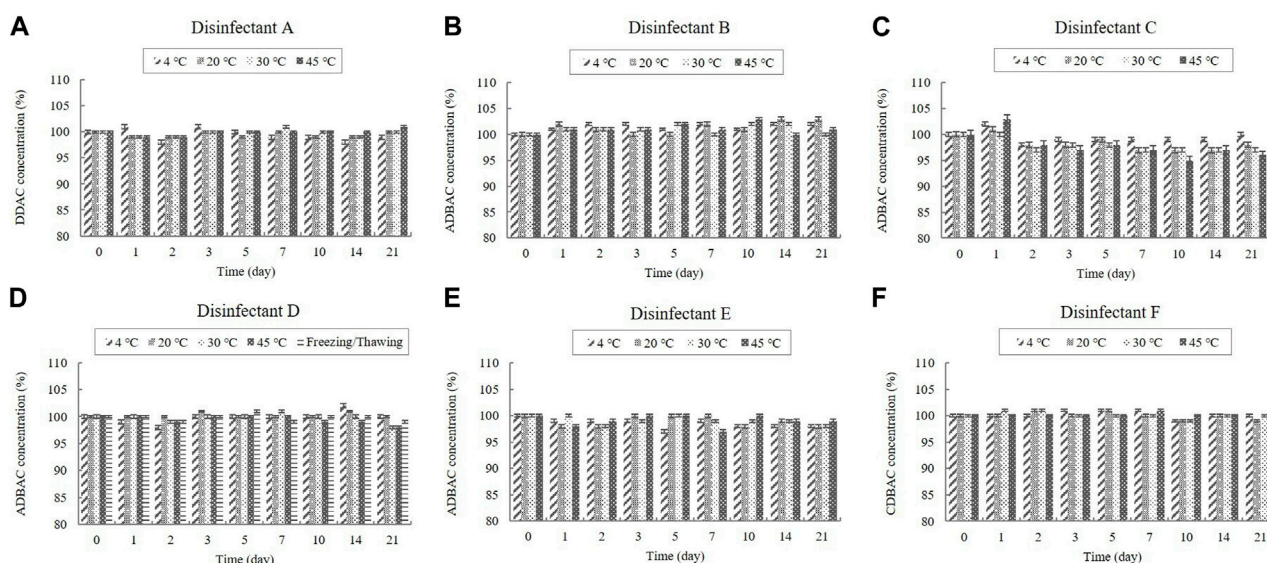 A
Disinfectant A
4 ℃ 20 ℃ 30 ℃ 45 ℃
DDAC concentration (%)
110
105
100
95
90
85
80
0 1 2 3 5 7 10 14 21
Time (day)
B
Disinfectant B
4 ℃ 20 ℃ 30 ℃ 45 ℃
ADBAC concentration (%)
110
105
100
95
90
85
80
0 1 2 3 5 7 10 14 21
Time (day)
C
Disinfectant C
4 ℃ 20 ℃ 30 ℃ 45 ℃
ADBAC concentration (%)
110
105
100
95
90
85
80
0 1 2 3 5 7 10 14 21
Time (day)
D
Disinfectant D
4 ℃ 20 ℃ 30 ℃ 45 ℃ Freezing/Thawing
ADBAC concentration (%)
110
105
100
95
90
85
80
0 1 2 3 5 7 10 14 21
Time (day)
E
Disinfectant E
4 ℃ 20 ℃ 30 ℃ 45 ℃
ADBAC concentration (%)
110
105
100
95
90
85
80
0 1 2 3 5 7 10 14 21
Time (day)
F
Disinfectant F
4 ℃ 20 ℃ 30 ℃ 45 ℃
CDBAC concentration (%)
110
105
100
95
90
85
80
0 1 2 3 5 7 10 14 21
Time (day)